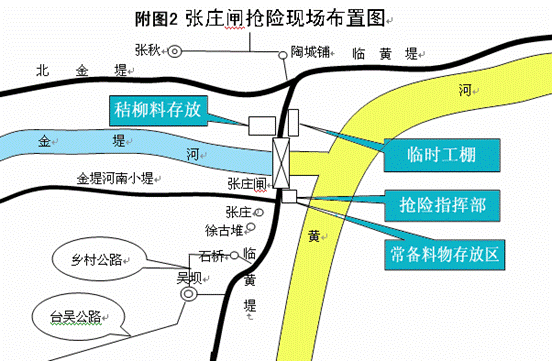 附图2 张庄闸抢险现场布置图
张秋
陶城铺
临黄堤
北金堤
河
秸柳料存放
金堤河
临时工棚
金堤河南小堤
张庄闸
抢险指挥部
张庄
徐古堆
黄
常备料物存放区
石桥
临黄堤
乡村公路
吴坝
台吴公路